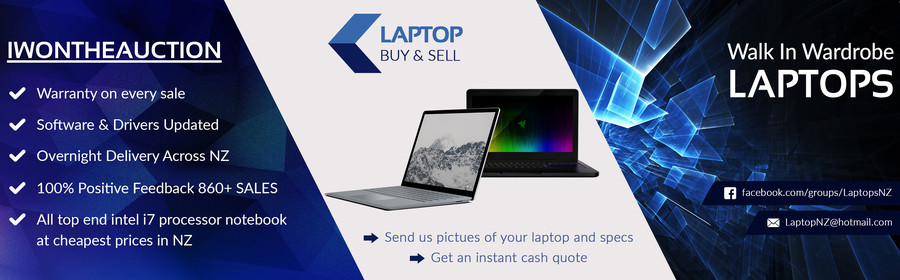 IWONTHEAUCTION
Warranty on every sale
Software & Drivers Updated
Overnight Delivery Across NZ
100% Positive Feedback 860+ SALES
All top end intel i7 processor notebook
at cheapest prices in NZ
LAPTOP
BUY & SELL
Send us pictues of your laptop and specs
Get an instant cash quote
Walk In Wardrobe
LAPTOPS
facebook.com/groups/LaptopsNZ
LaptopNZ@hotmail.com